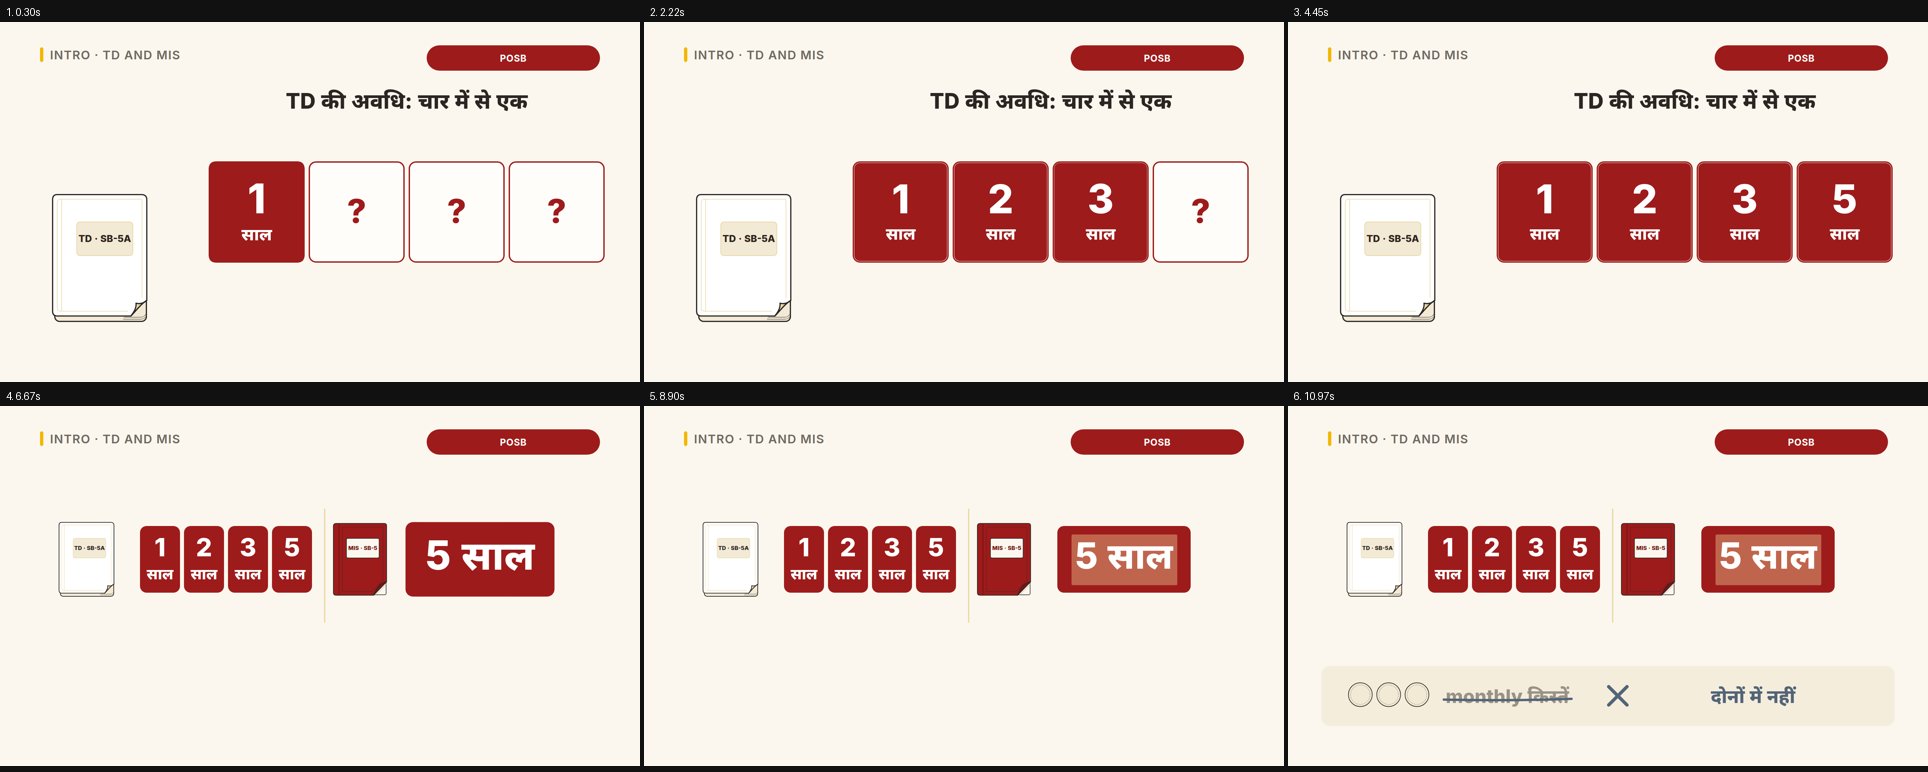 1. 0.30s
INTRO · TD AND MIS
POSB
TD की अवधि: चार में से एक
TD · SB-5A
1 साल
?
?
?
2. 2.22s
INTRO · TD AND MIS
POSB
TD की अवधि: चार में से एक
TD · SB-5A
1 साल
2 साल
3 साल
?
3. 4.45s
INTRO · TD AND MIS
POSB
TD की अवधि: चार में से एक
TD · SB-5A
1 साल
2 साल
3 साल
5 साल
4. 6.67s
INTRO · TD AND MIS
POSB
TD · SB-5A
1 साल
2 साल
3 साल
5 साल
MIS · SB-5
5 साल
5. 8.90s
INTRO · TD AND MIS
POSB
TD · SB-5A
1 साल
2 साल
3 साल
5 साल
MIS · SB-5
5 साल
6. 10.97s
INTRO · TD AND MIS
POSB
TD · SB-5A
1 साल
2 साल
3 साल
5 साल
MIS · SB-5
5 साल
monthly किस्तें
दोनों में नहीं